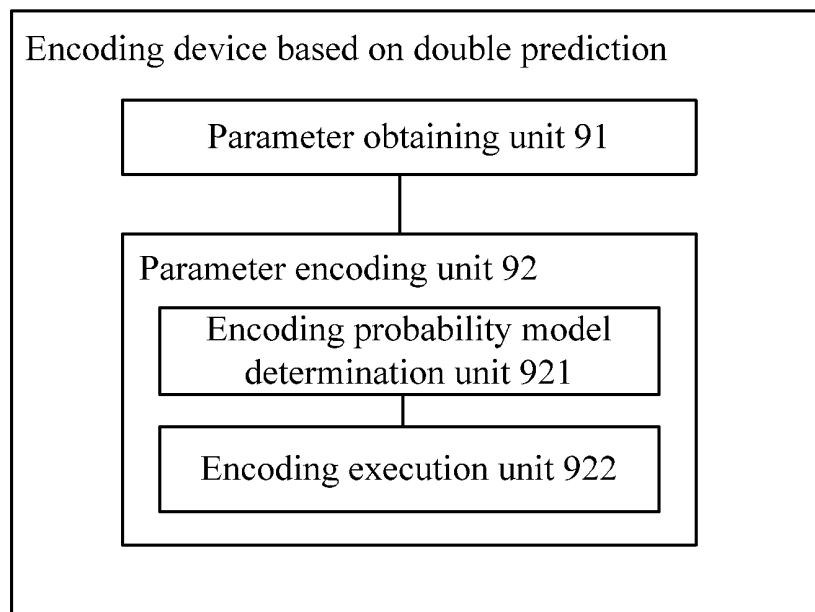 Encoding device based on double prediction
Parameter obtaining unit 91
Parameter encoding unit 92
Encoding probability model
determination unit 921
Encoding execution unit 922